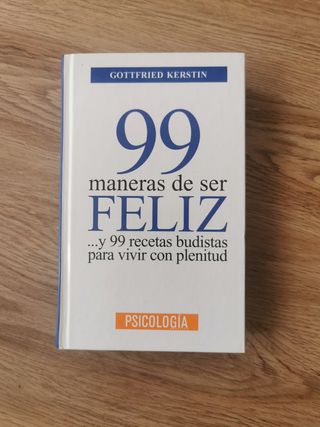 GOTTFRIED KERSTIN
99
maneras de ser
FELIZ
...y 99 recetas budistas
para vivir con plenitud
PSICOLOGÍA